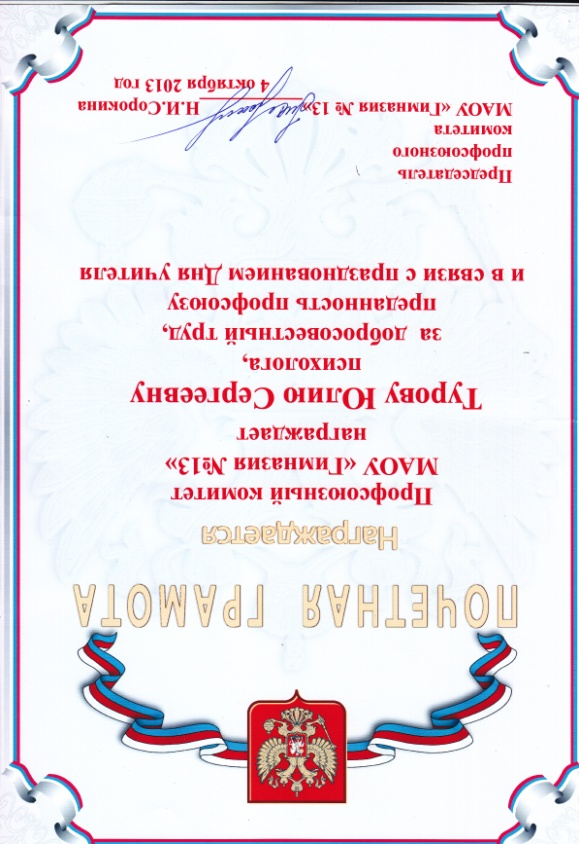 ПОЧЕТНАЯ ГРАМОТА
Награждается
Профсоюзный комитет
МАОУ «Гимназия №13»
награждает
Турову Юлию Сергеевну
психолога,
за добросовестный труд,
преданность профсоюзу
и в связи с празднованием Дня учителя
Председатель
профсоюзного
комитета
МАОУ «Гимназия № 13»__________Н.И.Сорокина
4 октября 2013 год